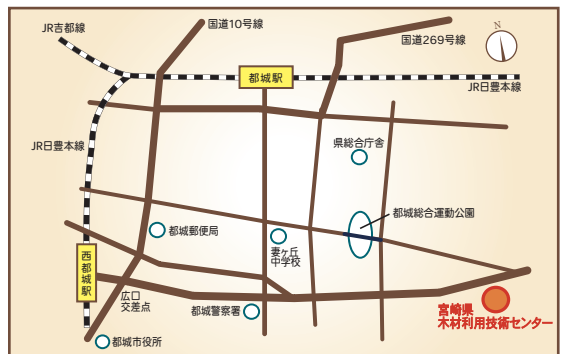 JR吉都線
国道10号線
国道269号線
N
都城駅
JR日豊本線
JR日豊本線
県総合庁舎
都城総合運動公園
都城郵便局
妻ヶ丘
中学校
西都城駅
広口
交差点
都城警察署
宮崎県
木材利用技術センター
都城市役所